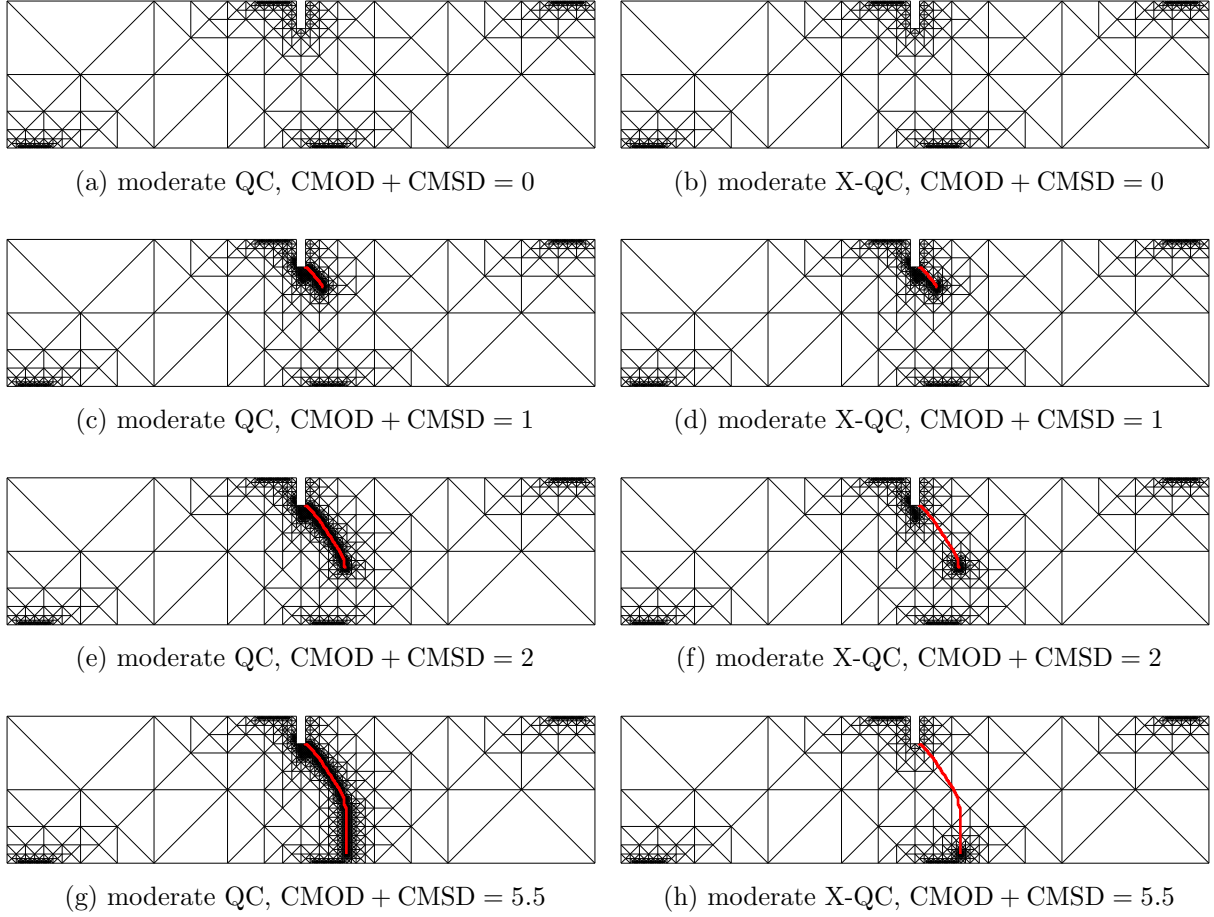 (a) moderate QC, CMOD + CMSD = 0
(b) moderate X-QC, CMOD + CMSD = 0
(c) moderate QC, CMOD + CMSD = 1
(d) moderate X-QC, CMOD + CMSD = 1
(e) moderate QC, CMOD + CMSD = 2
(f) moderate X-QC, CMOD + CMSD = 2
(g) moderate QC, CMOD + CMSD = 5.5
(h) moderate X-QC, CMOD + CMSD = 5.5